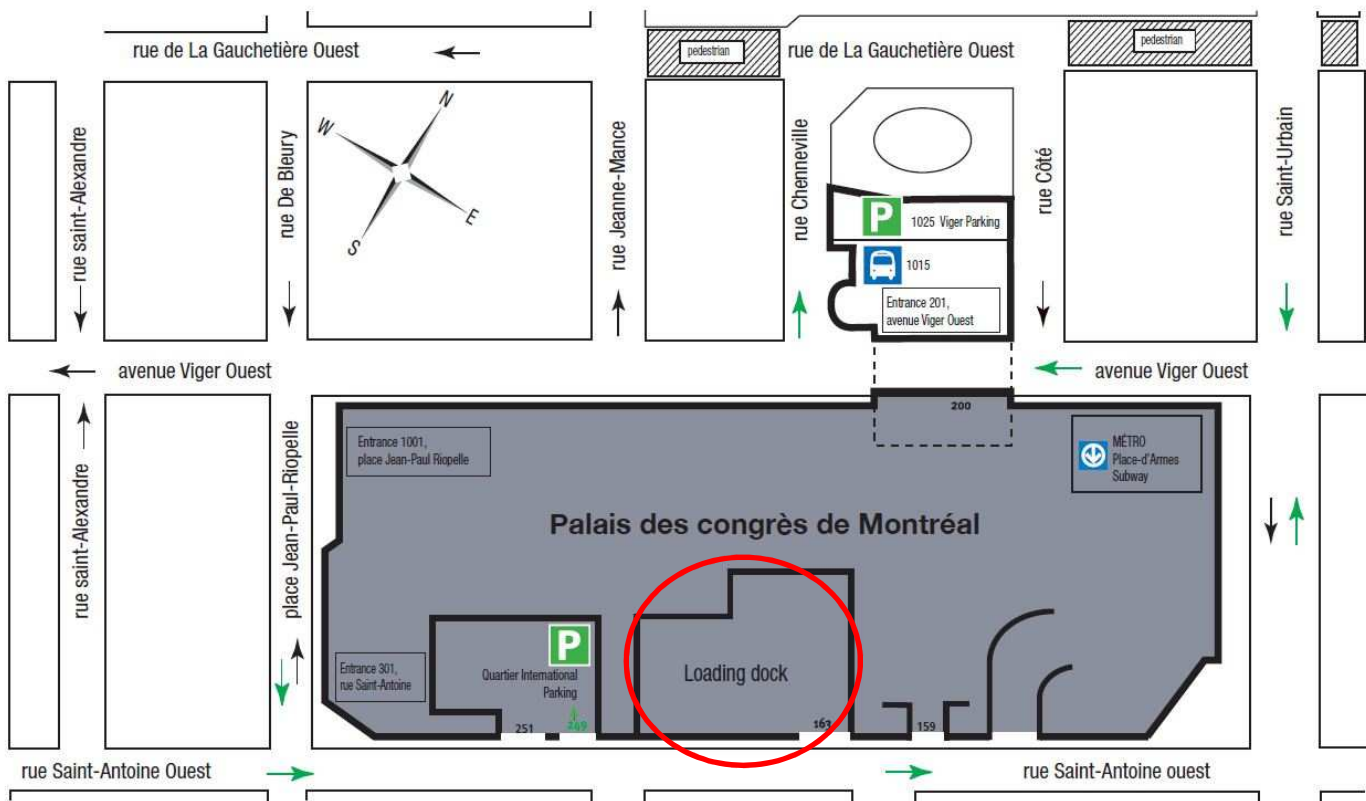 rue de La Gauchetière Ouest
pedestrian
rue de La Gauchetière Ouest
pedestrian
rue saint-Alexandre
rue De Bleury
N
W
E
S
rue Jeanne-Mance
rue Chenneville
rue Côté
rue Saint-Urbain
P
1025 Viger Parking
1015
Entrance 201,
avenue Viger Ouest
avenue Viger Ouest
avenue Viger Ouest
rue saint-Alexandre
place Jean-Paul-Riopelle
Entrance 1001,
place Jean-Paul Riopelle
200
MÉTRO
Place-d'Armes
Subway
Palais des congrès de Montréal
Entrance 301,
rue Saint-Antoine
P
Quartier International
Parking
251
249
Loading dock
163
159
rue Saint-Antoine Ouest
rue Saint-Antoine ouest